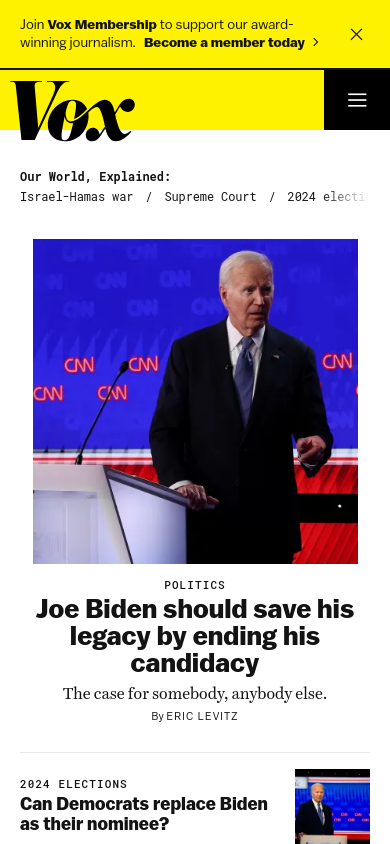 Join Vox Membership to support our award-
winning journalism. Become a member today
Vox
Our World, Explained:
Israel-Hamas war / Supreme Court / 2024 electi
CNN CNN CNN
CNN CNN
POLITICS
Joe Biden should save his
legacy by ending his
candidacy
The case for somebody, anybody else.
By ERIC LEVITZ
2024 ELECTIONS
Can Democrats replace Biden
as their nominee?